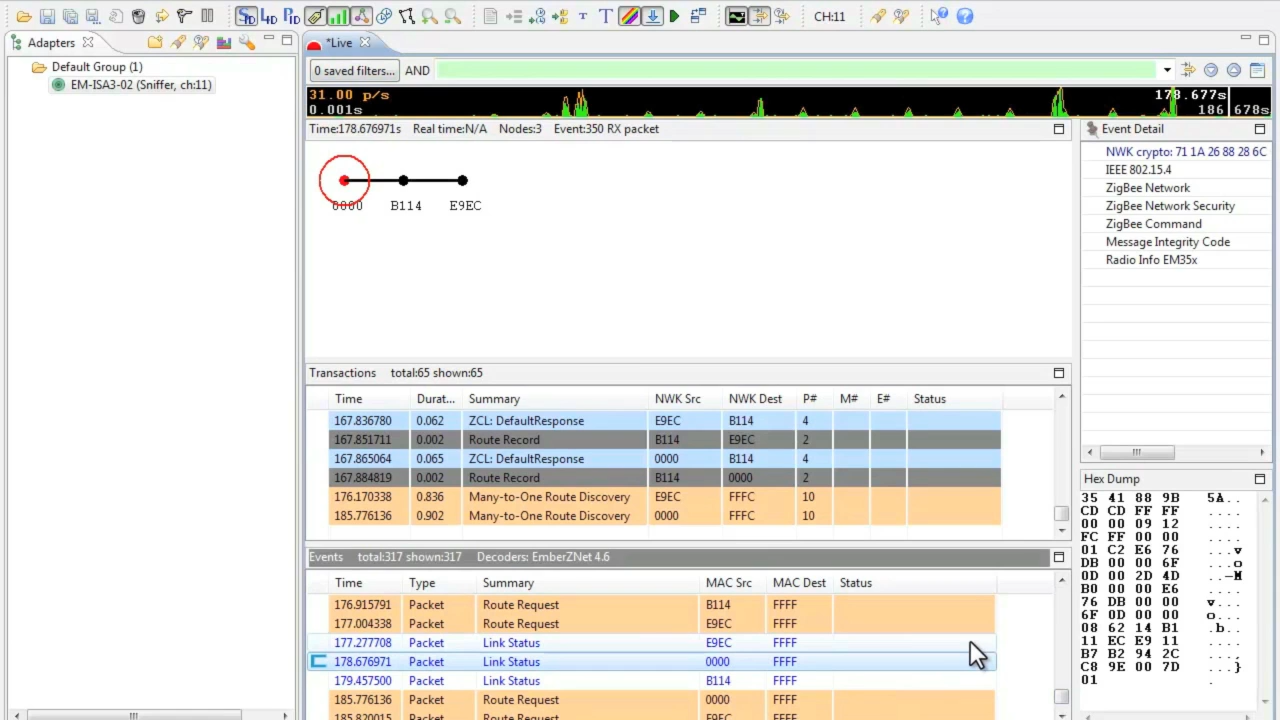 CH:11
Adapters
*Live
Default Group (1)
EM-ISA3-02 (Sniffer, ch:11)
0 saved filters...
AND
31.00 p/s
178.677s
0.001s
186
678s
Time:178.676971s Real time:N/A Nodes:3 Event:350 RX packet
0000
B114
E9EC
Event Detail
NWK crypto: 71 1A 26 88 28 6C
IEEE 802.15.4
ZigBee Network
ZigBee Network Security
ZigBee Command
Message Integrity Code
Radio Info EM35x
Transactions total:65 shown:65
Time Durat... Summary NWK Src NWK Dest P# M# E# Status
167.836780 0.062 ZCL: DefaultResponse E9EC B114 4
167.851711 0.002 Route Record B114 E9EC 2
167.865064 0.065 ZCL: DefaultResponse 0000 B114 4
167.884819 0.002 Route Record B114 0000 2
176.170338 0.836 Many-to-One Route Discovery E9EC FFFC 10
185.776136 0.902 Many-to-One Route Discovery 0000 FFFC 10
Events total:317 shown:317 Decoders: EmberZNet 4.6
Time Type Summary MAC Src MAC Dest Status
176.915791 Packet Route Request B114 FFFF
177.004338 Packet Route Request E9EC FFFF
177.277708 Packet Link Status E9EC FFFF
178.676971 Packet Link Status 0000 FFFF
179.457500 Packet Link Status B114 FFFF
185.776136 Packet Route Request 0000 FFFF
185.820015 Packet Route Request E9EC FFFF
Hex Dump
35 41 88 9B 5A..
CD CD FF FF ....
00 00 09 12 ....
FC FF 00 00 ....
01 C2 E6 76 ...v
DB 00 00 6F ...o
0D 00 2D 4D ..-M
B0 00 00 E6 ....
76 DB 00 00 v...
6F 0D 00 00 o...
08 62 14 B1 .b..
11 EC E9 11 ....
B7 B2 94 2C ...,
C8 9E 00 7D ...}
01 .